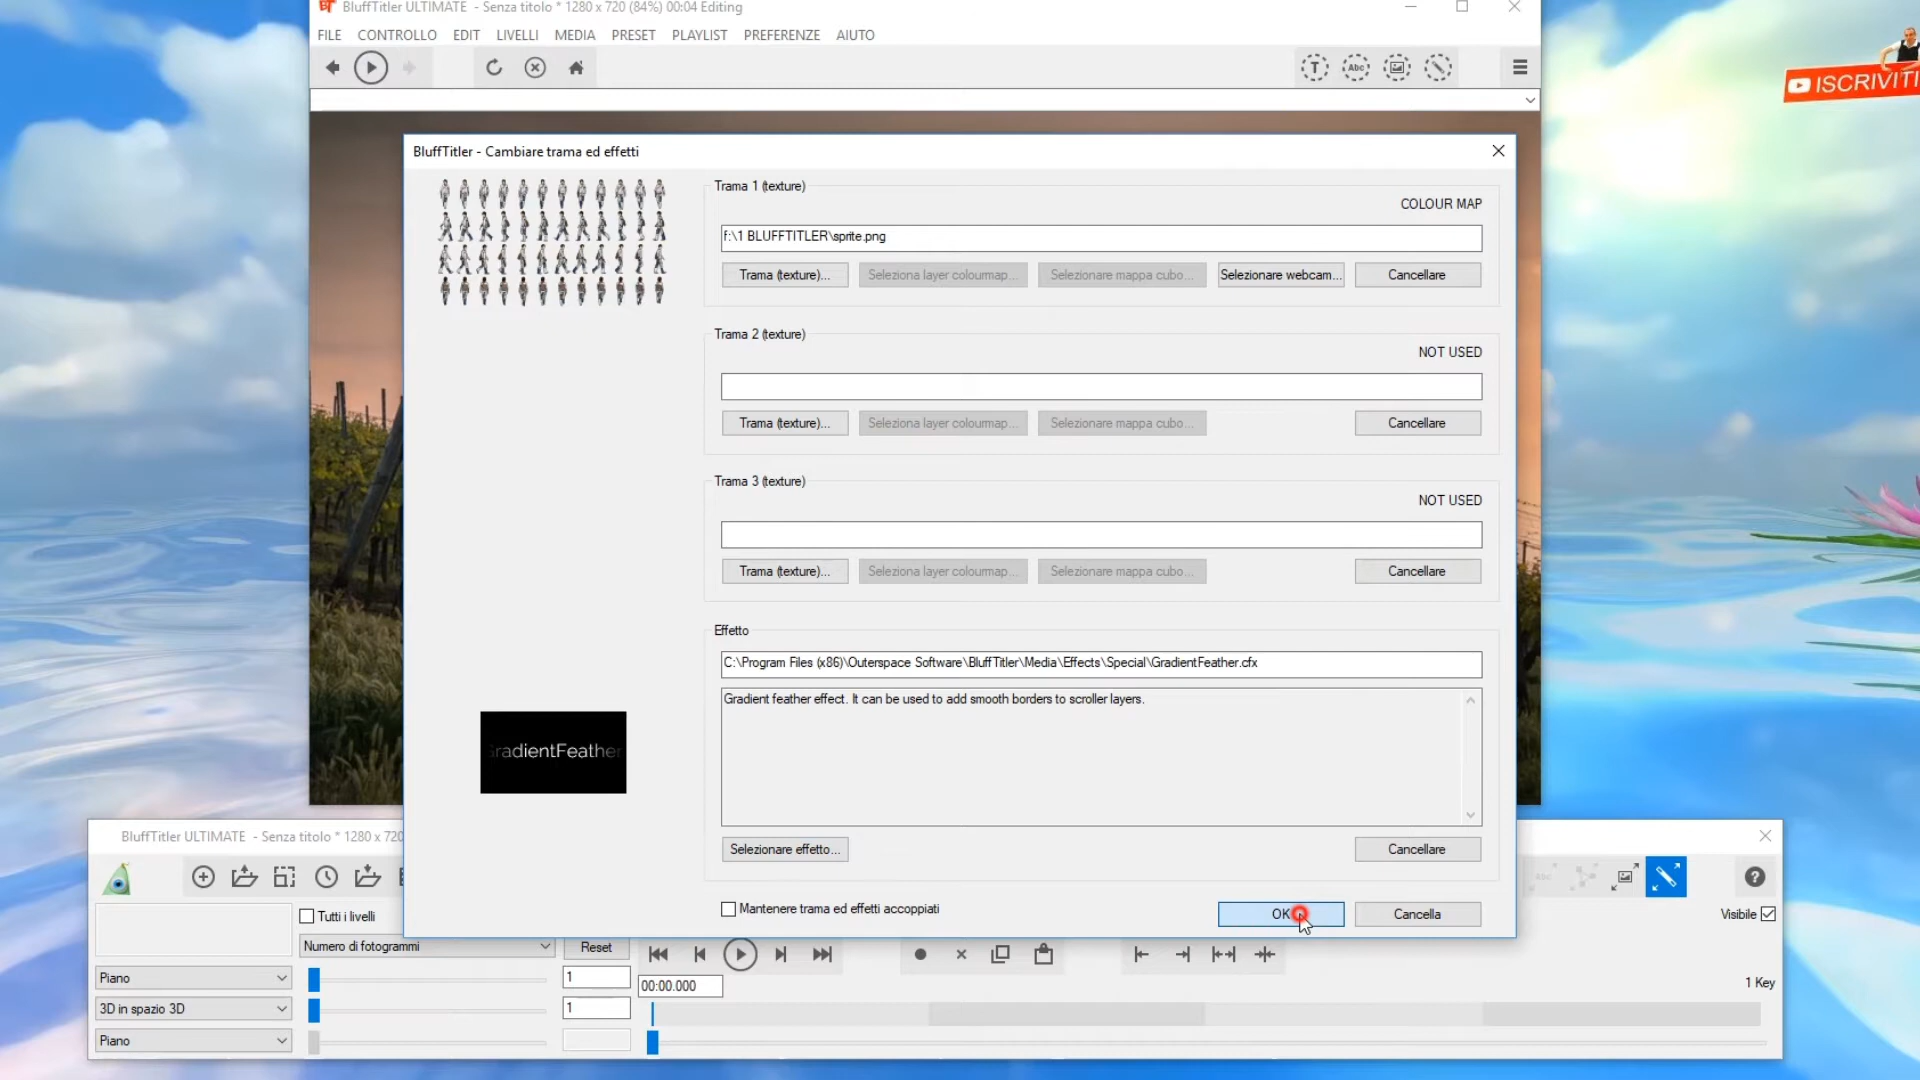 BluffTitler ULTIMATE - Senza titolo * 1280 x 720 (84%) 00:04 Editing
FILE CONTROLLO EDIT LIVELLI MEDIA PRESET PLAYLIST PREFERENZE AIUTO
T Abc
ISCRIVITI
BluffTitler - Cambiare trama ed effetti
Trama 1 (texture)
COLOUR MAP
f:\1 BLUFFTITLER\sprite.png
Trama (texture)... Seleziona layer colourmap... Selezionare mappa cubo... Selezionare webcam... Cancellare
Trama 2 (texture)
NOT USED
Trama (texture)... Seleziona layer colourmap... Selezionare mappa cubo... Cancellare
Trama 3 (texture)
NOT USED
Trama (texture)... Seleziona layer colourmap... Selezionare mappa cubo... Cancellare
Effetto
C:\Program Files (x86)\Outerspace Software\BluffTitler\Media\Effects\Special\GradientFeather.cfx
Gradient feather effect. It can be used to add smooth borders to scroller layers.
GradientFeather
Selezionare effetto... Cancellare
Mantenere trama ed effetti accoppiati
OK Cancella
BluffTitler ULTIMATE - Senza titolo * 1280 x 720
Abc
Tutti i livelli
Visibile
Numero di fotogrammi Reset
Piano 1 00:00.000 1 Key
3D in spazio 3D 1
Piano